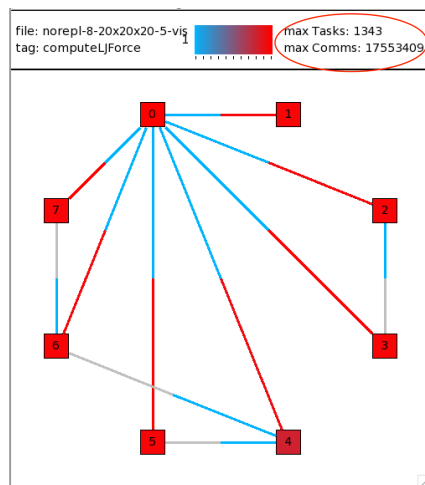 file: norepl-8-20x20x20-5-vis
tag: computeLJForce
1
max Tasks: 1343
max Comms: 17553409
0
1
7
2
6
3
5
4